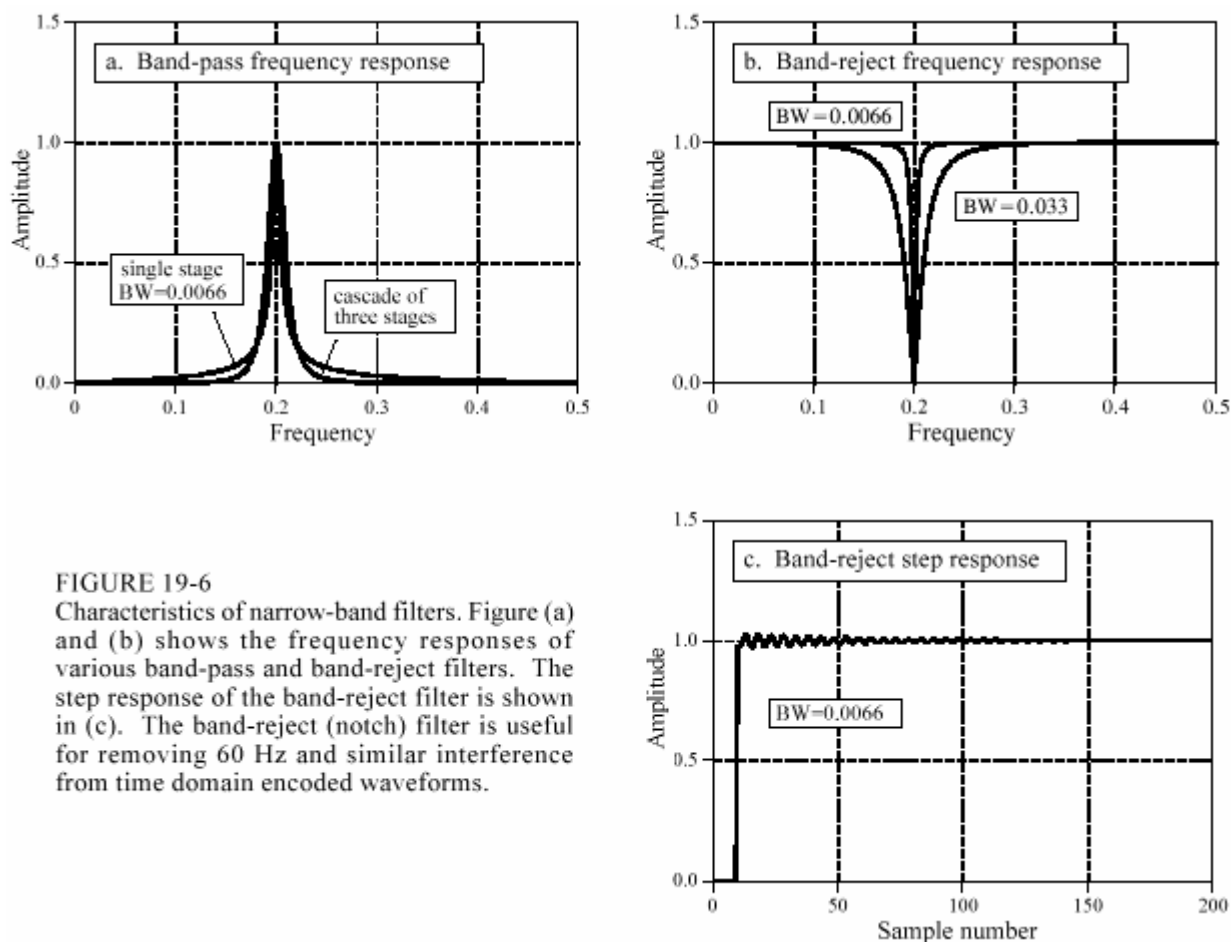 a. Band-pass frequency response
1.5
1.0
0.5
0.0
Amplitude
single stage
BW=0.0066
cascade of
three stages
0 0.1 0.2 0.3 0.4 0.5
Frequency
b. Band-reject frequency response
1.5
1.0
0.5
0.0
Amplitude
BW=0.0066
BW=0.033
0 0.1 0.2 0.3 0.4 0.5
Frequency
FIGURE 19-6
Characteristics of narrow-band filters. Figure (a)
and (b) shows the frequency responses of
various band-pass and band-reject filters. The
step response of the band-reject filter is shown
in (c). The band-reject (notch) filter is useful
for removing 60 Hz and similar interference
from time domain encoded waveforms.
c. Band-reject step response
1.5
1.0
0.5
0.0
Amplitude
BW=0.0066
0 50 100 150 200
Sample number